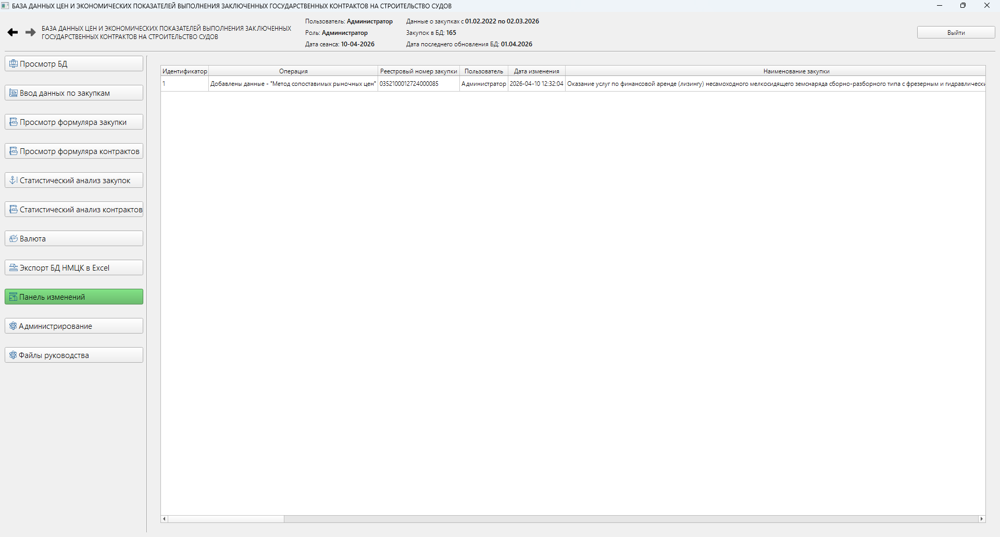 БАЗА ДАННЫХ ЦЕН И ЭКОНОМИЧЕСКИХ ПОКАЗАТЕЛЕЙ ВЫПОЛНЕНИЯ ЗАКЛЮЧЕННЫХ ГОСУДАРСТВЕННЫХ КОНТРАКТОВ НА СТРОИТЕЛЬСТВО СУДОВ
БАЗА ДАННЫХ ЦЕН И ЭКОНОМИЧЕСКИХ ПОКАЗАТЕЛЕЙ ВЫПОЛНЕНИЯ ЗАКЛЮЧЕННЫХ
ГОСУДАРСТВЕННЫХ КОНТРАКТОВ НА СТРОИТЕЛЬСТВО СУДОВ
Пользователь: Администратор
Роль: Администратор
Дата сеанса: 10-04-2026
Данные о закупках с 01.02.2022 по 02.03.2026
Закупок в БД: 165
Дата последнего обновления БД: 01.04.2026
Выйти
Просмотр БД
Ввод данных по закупкам
Просмотр формуляра закупки
Просмотр формуляра контрактов
Статистический анализ закупок
Статистический анализ контрактов
Валюта
Экспорт БД НМЦК в Excel
Панель изменений
Администрирование
Файлы руководства
Идентификатор Операция Реестровый номер закупки Пользователь Дата изменения Наименование закупки
1 Добавлены данные - "Метод сопоставимых рыночных цен" 0352100012724000085 Администратор 2026-04-10 12:32:04 Оказание услуг по финансовой аренде (лизингу) несамоходного мелкосидящего земснаряда сборно-разборного типа с фрезерным и гидравлически